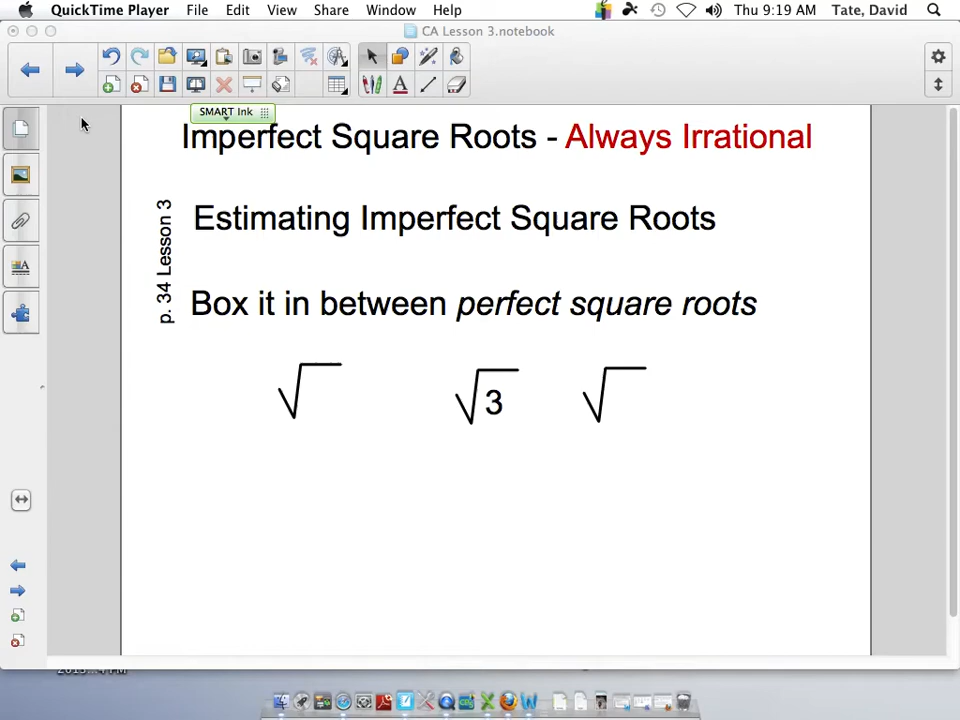 QuickTime Player File Edit View Share Window Help Thu 9:19 AM Tate, David
CA Lesson 3.notebook
SMART Ink
Imperfect Square Roots - Always Irrational
p. 34 Lesson 3
Estimating Imperfect Square Roots
Box it in between perfect square roots
√ √3 √